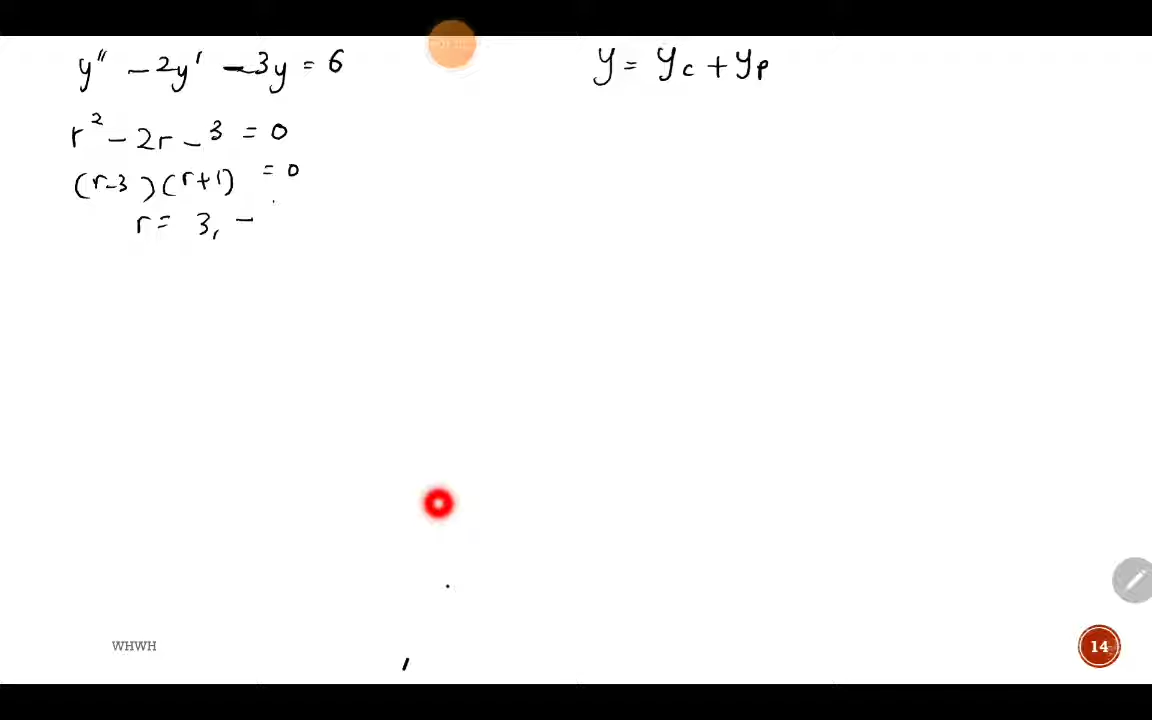 y'' - 2y' - 3y = 6
y = yc + yp
r² - 2r - 3 = 0
(r-3)(r+1) = 0
r = 3, -
WHWH
14